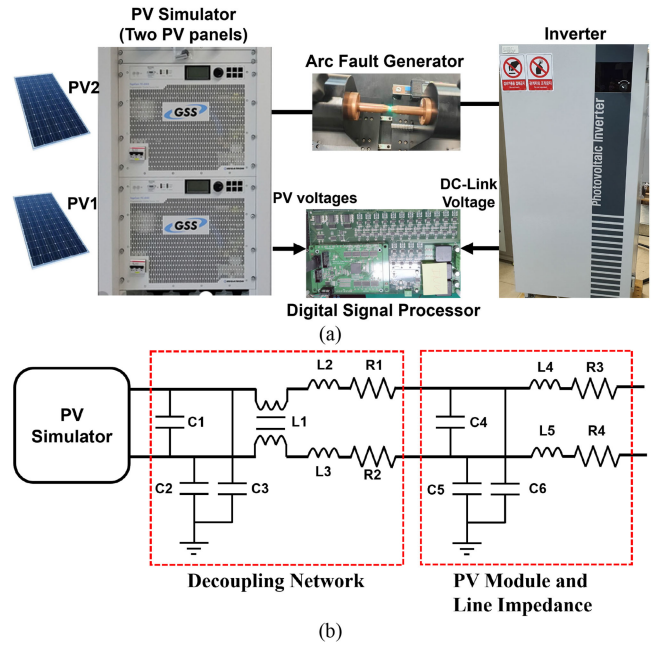 PV Simulator
(Two PV panels)
Inverter
Arc Fault Generator
PV2
GSS
Photovoltaic Inverter
PV1
GSS
PV voltages
DC-Link
Voltage
Digital Signal Processor
(a)
L2
R1
L4
R3
PV
Simulator
C1
L1
C4
L5
R4
C2
C3
L3
R2
C5
C6
Decoupling Network
PV Module and
Line Impedance
(b)